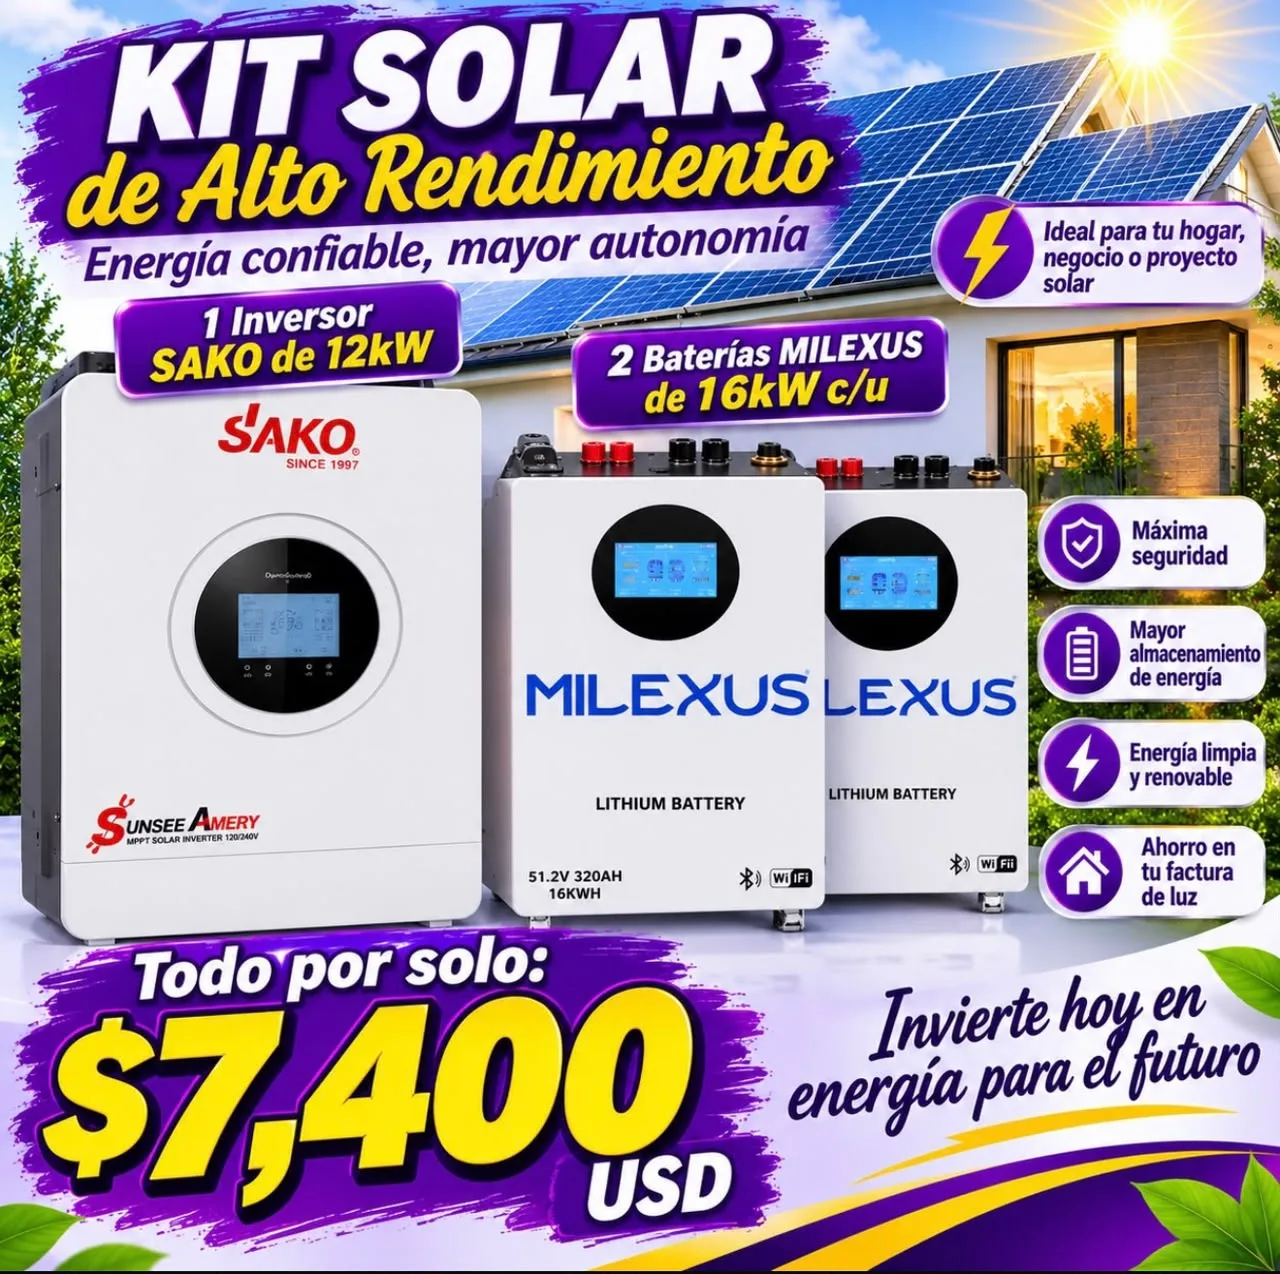 KIT SOLAR
de Alto Rendimiento
Energía confiable, mayor autonomía
Ideal para tu hogar,
negocio o proyecto
solar
1 Inversor
SAKO de 12kW
2 Baterías MILEXUS
de 16kW c/u
SAKO®
SINCE 1997
SUNSEE AMERY
MPPT SOLAR INVERTER 120/240V
MILEXUS
LITHIUM BATTERY
51.2V 320AH
16KWH
WiFi
LEXUS
LITHIUM BATTERY
Máxima
seguridad
Mayor
almacenamiento
de energía
Energía limpia
y renovable
Ahorro en
tu factura
de luz
Todo por solo:
$7,400
USD
Invierte hoy en
energía para el futuro